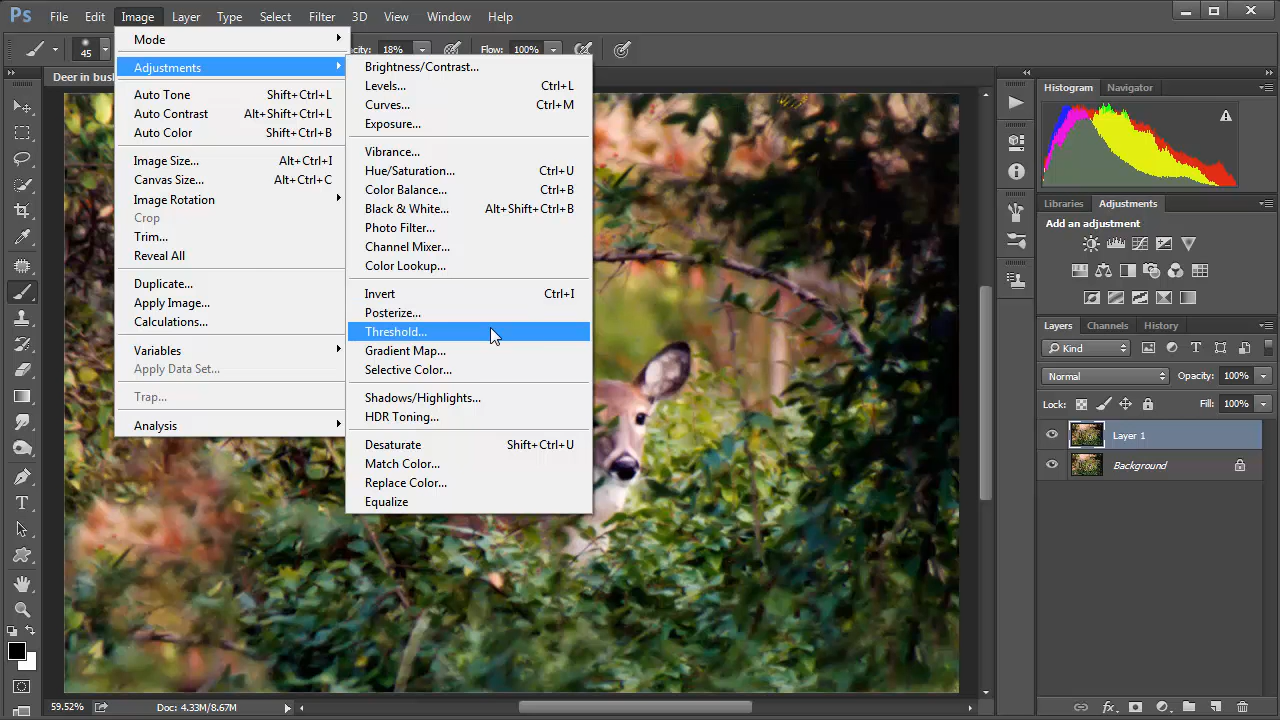 Ps File Edit Image Layer Type Select Filter 3D View Window Help
45
18% Flow: 100%
Mode
Adjustments
Auto Tone Shift+Ctrl+L
Auto Contrast Alt+Shift+Ctrl+L
Auto Color Shift+Ctrl+B
Image Size... Alt+Ctrl+I
Canvas Size... Alt+Ctrl+C
Image Rotation
Crop
Trim...
Reveal All
Duplicate...
Apply Image...
Calculations...
Variables
Apply Data Set...
Trap...
Analysis
Brightness/Contrast...
Levels... Ctrl+L
Curves... Ctrl+M
Exposure...
Vibrance...
Hue/Saturation... Ctrl+U
Color Balance... Ctrl+B
Black & White... Alt+Shift+Ctrl+B
Photo Filter...
Channel Mixer...
Color Lookup...
Invert Ctrl+I
Posterize...
Threshold...
Gradient Map...
Selective Color...
Shadows/Highlights...
HDR Toning...
Desaturate Shift+Ctrl+U
Match Color...
Replace Color...
Equalize
Deer in
Histogram Navigator
Libraries Adjustments
Add an adjustment
Layers Channels History
Kind
Normal Opacity: 100%
Lock: Fill: 100%
Layer 1
Background
59.52% Doc: 4.33M/8.67M